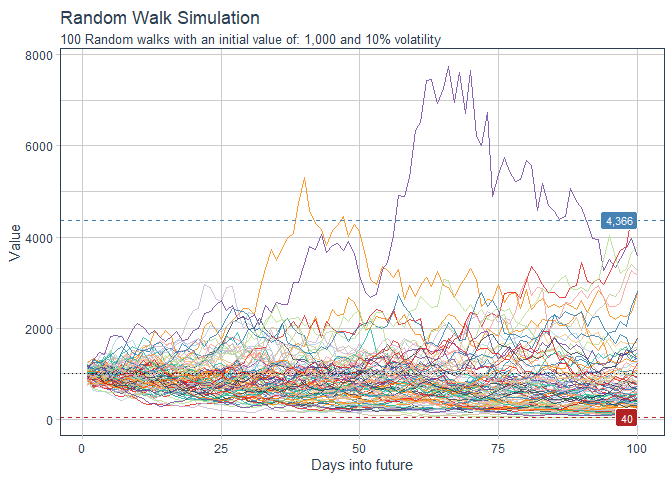 Random Walk Simulation
100 Random walks with an initial value of: 1,000 and 10% volatility
8000
6000
4,366
4000
Value
2000
40
0
0 25 50 75 100
Days into future